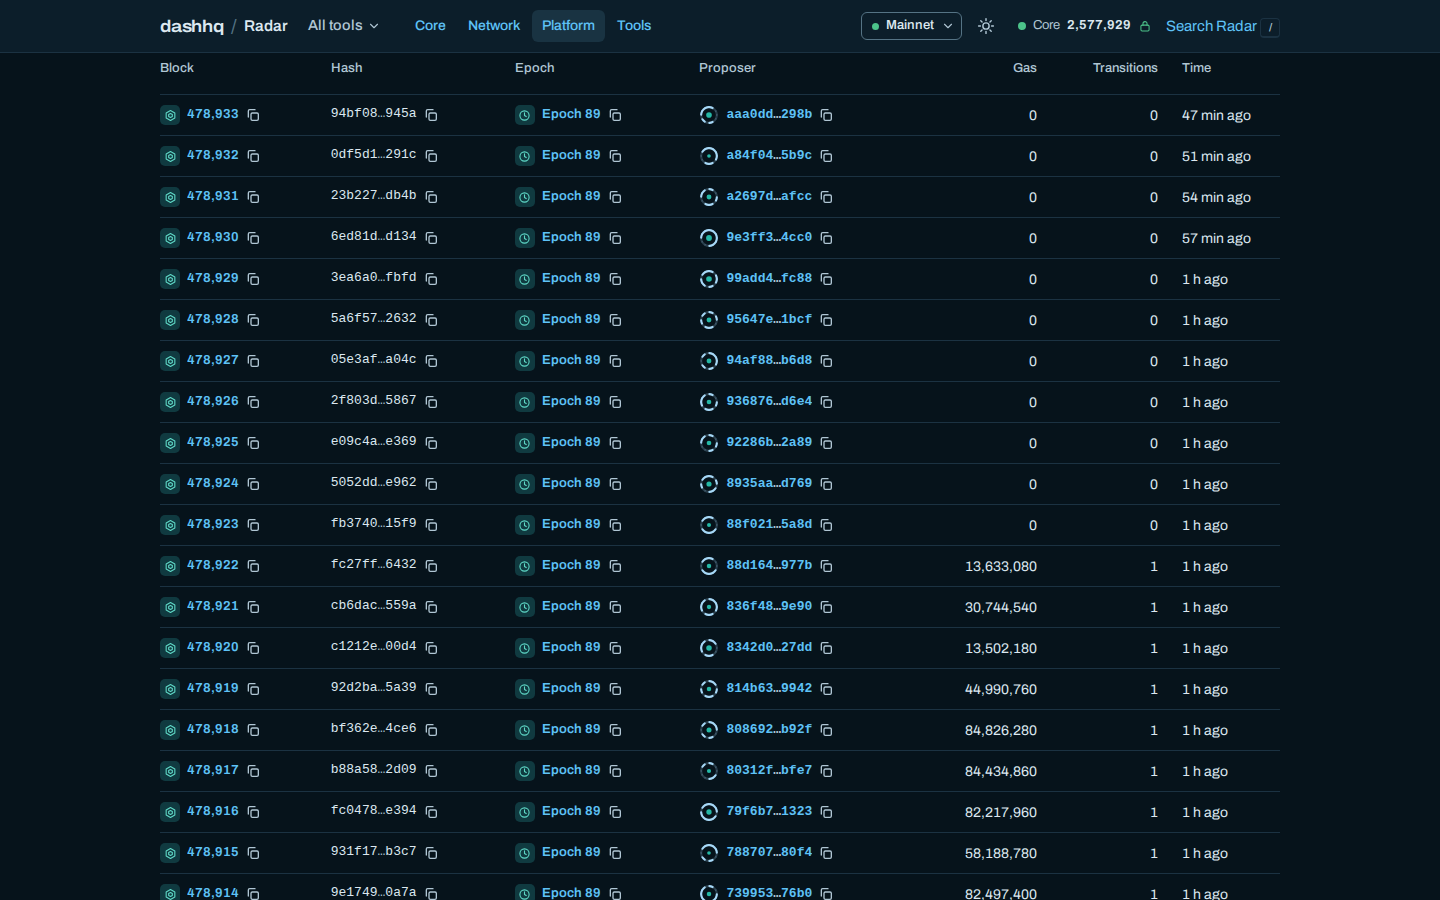 dashhq / Radar All tools Core Network Platform Tools Mainnet Core 2,577,929 Search Radar /
Block Hash Epoch Proposer Gas Transitions Time
478,933 94bf08…945a Epoch 89 aaa0dd…298b 0 0 47 min ago
478,932 0df5d1…291c Epoch 89 a84f04…5b9c 0 0 51 min ago
478,931 23b227…db4b Epoch 89 a2697d…afcc 0 0 54 min ago
478,930 6ed81d…d134 Epoch 89 9e3ff3…4cc0 0 0 57 min ago
478,929 3ea6a0…fbfd Epoch 89 99add4…fc88 0 0 1 h ago
478,928 5a6f57…2632 Epoch 89 95647e…1bcf 0 0 1 h ago
478,927 05e3af…a04c Epoch 89 94af88…b6d8 0 0 1 h ago
478,926 2f803d…5867 Epoch 89 936876…d6e4 0 0 1 h ago
478,925 e09c4a…e369 Epoch 89 92286b…2a89 0 0 1 h ago
478,924 5052dd…e962 Epoch 89 8935aa…d769 0 0 1 h ago
478,923 fb3740…15f9 Epoch 89 88f021…5a8d 0 0 1 h ago
478,922 fc27ff…6432 Epoch 89 88d164…977b 13,633,080 1 1 h ago
478,921 cb6dac…559a Epoch 89 836f48…9e90 30,744,540 1 1 h ago
478,920 c1212e…00d4 Epoch 89 8342d0…27dd 13,502,180 1 1 h ago
478,919 92d2ba…5a39 Epoch 89 814b63…9942 44,990,760 1 1 h ago
478,918 bf362e…4ce6 Epoch 89 808692…b92f 84,826,280 1 1 h ago
478,917 b88a58…2d09 Epoch 89 80312f…bfe7 84,434,860 1 1 h ago
478,916 fc0478…e394 Epoch 89 79f6b7…1323 82,217,960 1 1 h ago
478,915 931f17…b3c7 Epoch 89 788707…80f4 58,188,780 1 1 h ago
478,914 9e1749…0a7a Epoch 89 739953…76b0 82,497,400 1 1 h ago